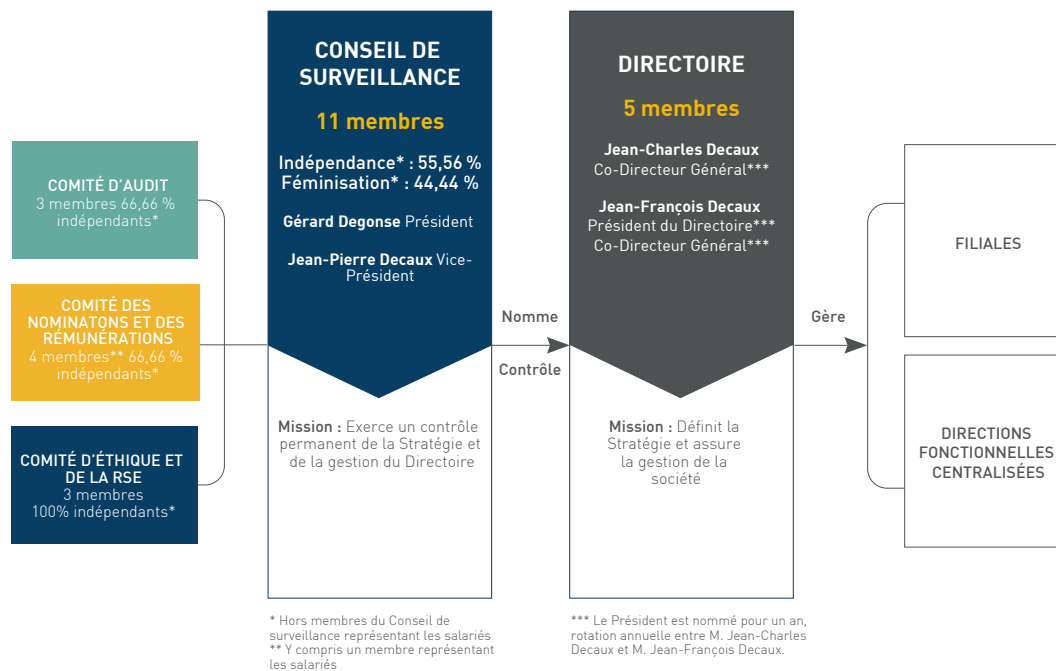 COMITÉ D'AUDIT
3 membres 66,66 %
indépendants*
COMITÉ DES
NOMINATONS ET DES
RÉMUNÉRATIONS
4 membres** 66,66 %
indépendants*
COMITÉ D'ÉTHIQUE ET
DE LA RSE
3 membres
100% indépendants*
CONSEIL DE
SURVEILLANCE
11 membres
Indépendance* : 55,56 %
Féminisation* : 44,44 %
Gérard Degonse Président
Jean-Pierre Decaux Vice-
Président
Mission : Exerce un contrôle
permanent de la Stratégie et
de la gestion du Directoire
* Hors membres du Conseil de
surveillance représentant les salariés
** Y compris un membre représentant
les salariés
Nomme
Contrôle
DIRECTOIRE
5 membres
Jean-Charles Decaux
Co-Directeur Général***
Jean-François Decaux
Président du Directoire***
Co-Directeur Général***
Mission : Définit la
Stratégie et assure
la gestion de la
société
*** Le Président est nommé pour un an,
rotation annuelle entre M. Jean-Charles
Decaux et M. Jean-François Decaux.
Gère
FILIALES
DIRECTIONS
FONCTIONNELLES
CENTRALISÉES